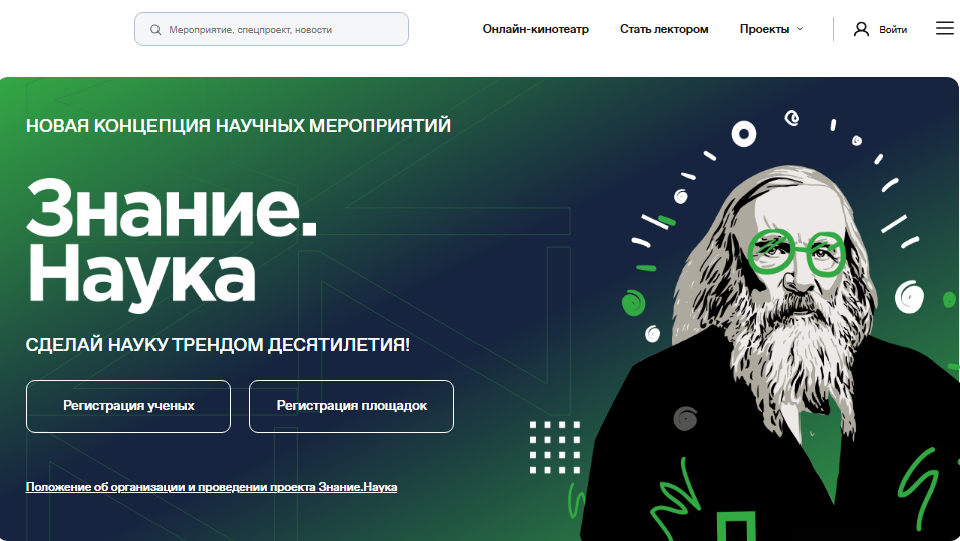 Мероприятие, спецпроект, новости
Онлайн-кинотеатр
Стать лектором
Проекты
Войти
НОВАЯ КОНЦЕПЦИЯ НАУЧНЫХ МЕРОПРИЯТИЙ
Знание.
Наука
СДЕЛАЙ НАУКУ ТРЕНДОМ ДЕСЯТИЛЕТИЯ!
Регистрация ученых
Регистрация площадок
Положение об организации и проведении проекта Знание.Наука